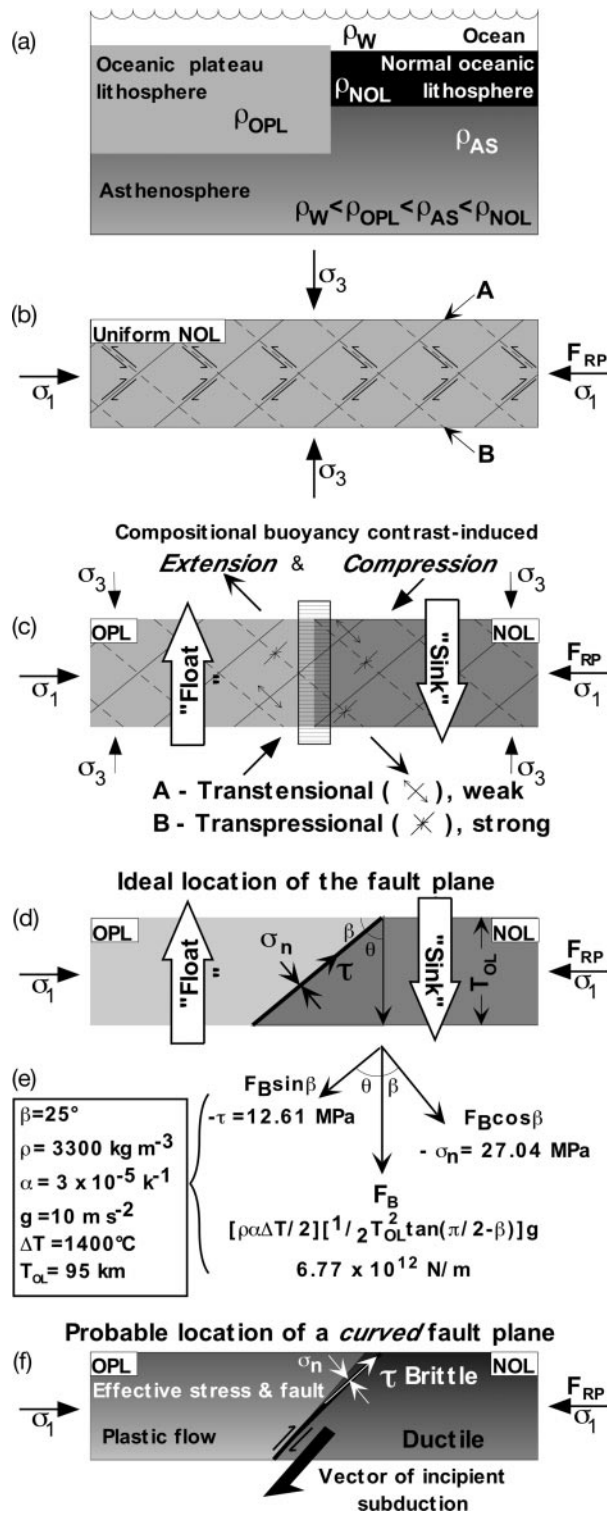 (a)
ρW
Ocean
Oceanic plateau
lithosphere
Normal oceanic
ρNOL lithosphere
ρOPL
ρAS
Asthenosphere
ρW<ρOPL<ρAS<ρNOL
σ3
A
(b)
Uniform NOL
FRP
σ1
σ1
B
σ3
Compositional buoyancy contrast-induced
Extension & Compression
σ3
σ3
(c)
OPL
NOL
"Float"
"Sink"
FRP
σ1
σ1
σ3
σ3
A - Transtensional ( ), weak
B - Transpressional ( ), strong
Ideal location of the fault plane
(d)
OPL
NOL
"Float"
"Sink"
β
θ
σn
τ
TOL
FRP
σ1
σ1
(e)
FBsinβ
θ
β
-τ =12.61 MPa
FBcosβ
- σn= 27.04 MPa
β=25°
ρ= 3300 kg m-3
α = 3 x 10-5 k-1
g=10 m s-2
ΔT =1400°C
TOL= 95 km
FB
[ραΔT/ 2][1/2 TOL2 tan(π/2-β)]g
6.77 x 1012 N/ m
Probable location of a curved fault plane
(f)
OPL
NOL
σn
τ Brittle
Effective stress & fault
FRP
σ1
σ1
Plastic flow
Ductile
Vector of incipient
subduction